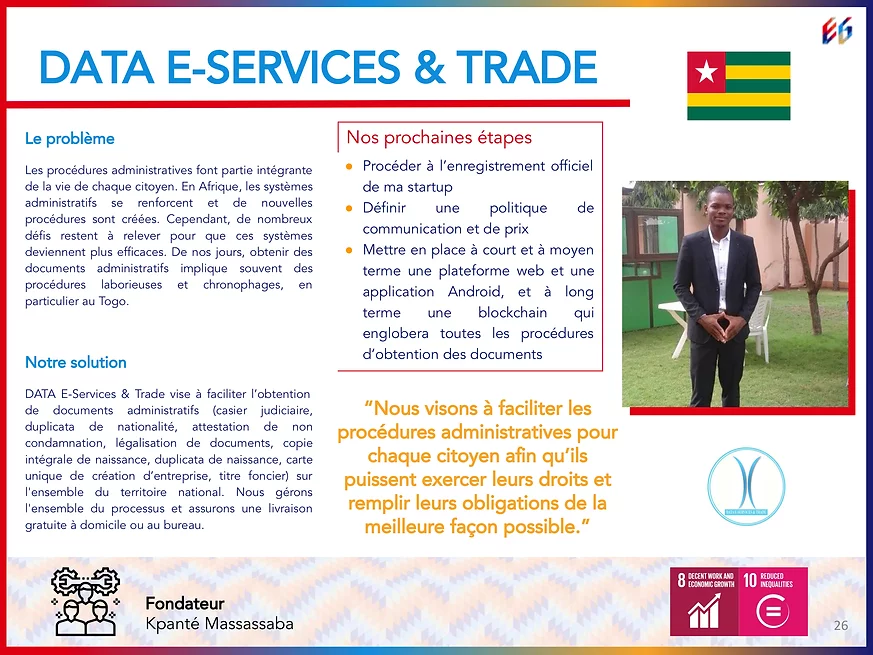 DATA E-SERVICES & TRADE
Le problème
Les procédures administratives font partie intégrante
de la vie de chaque citoyen. En Afrique, les systèmes
administratifs se renforcent et de nouvelles
procédures sont créées. Cependant, de nombreux
défis restent à relever pour que ces systèmes
deviennent plus efficaces. De nos jours, obtenir des
documents administratifs implique souvent des
procédures laborieuses et chronophages, en
particulier au Togo.
Notre solution
DATA E-Services & Trade vise à faciliter l'obtention
de documents administratifs (casier judiciaire,
duplicata de nationalité, attestation de non
condamnation, légalisation de documents, copie
intégrale de naissance, duplicata de naissance, carte
unique de création d'entreprise, titre foncier) sur
l'ensemble du territoire national. Nous gérons
l'ensemble du processus et assurons une livraison
gratuite à domicile ou au bureau.
Nos prochaines étapes
• Procéder à l'enregistrement officiel
de ma startup
• Définir une politique de
communication et de prix
• Mettre en place à court et à moyen
terme une plateforme web et une
application Android, et à long
terme une blockchain qui
englobera toutes les procédures
d'obtention des documents
"Nous visons à faciliter les
procédures administratives pour
chaque citoyen afin qu'ils
puissent exercer leurs droits et
remplir leurs obligations de la
meilleure façon possible."
Fondateur
Kpanté Massassaba
8 DECENT WORK AND
ECONOMIC GROWTH
10 REDUCED
INEQUALITIES
26